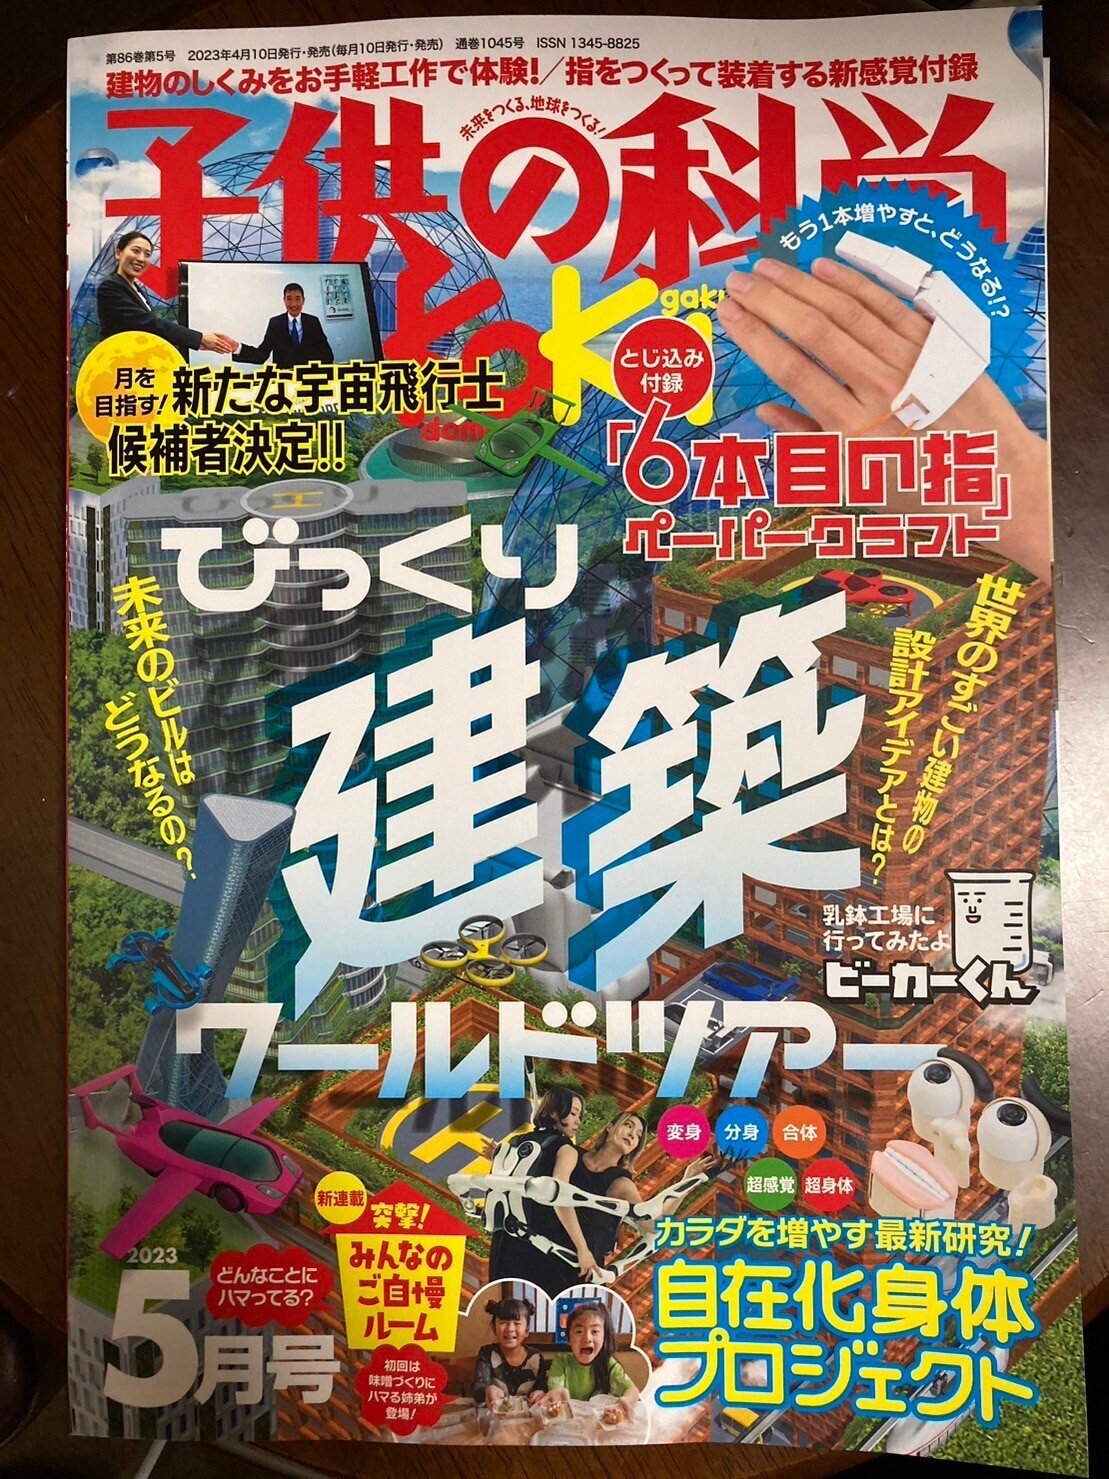 第86巻第5号 2023年4月10日発行・発売(毎月10日発行・発売) 通巻1045号 ISSN 1345-8825
建物のしくみをお手軽工作で体験!/指をつくって装着する新感覚付録
未来をつくる、地球をつくる!
子供の科学
KoKa
domo
gaku
もう1本増やすと、どうなる!?
とじ込み
付録
「6本目の指」
ペーパークラフト
月を
目指す!
新たな宇宙飛行士
候補者決定!!
びっくり
建築
ワールドツアー
未来のビルは
どうなるの?
世界のすごい建物の
設計アイデアとは?
乳鉢工場に
行ってみたよ
ビーカーくん
変身
分身
合体
超感覚
超身体
カラダを増やす最新研究!
自在化身体
プロジェクト
新連載
突撃!
みんなの
ご自慢
ルーム
どんなことに
ハマってる?
初回は
味噌づくりに
ハマる姉弟が
登場!
2023
5月号